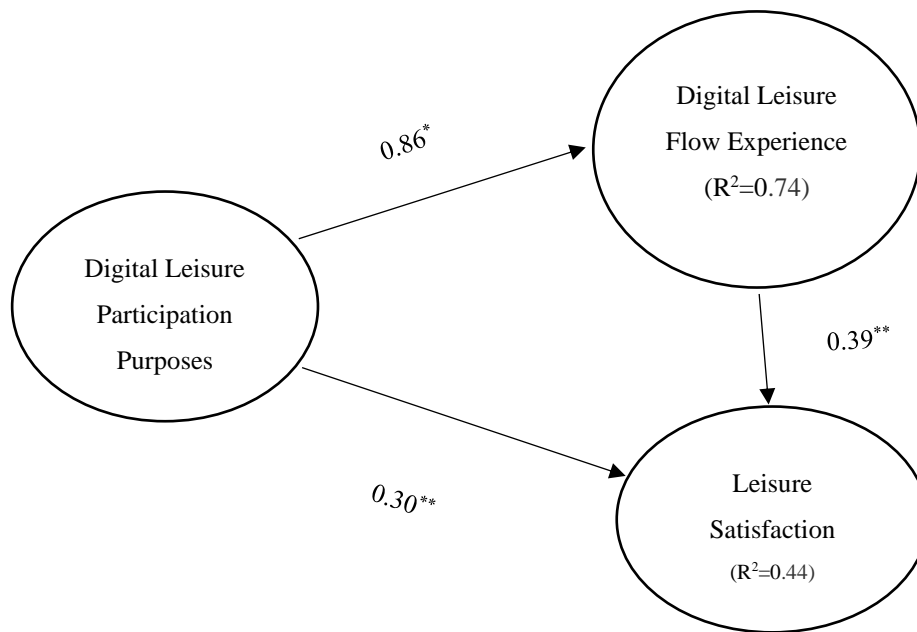 Digital Leisure
Flow Experience
(R²=0.74)
0.86*
Digital Leisure
Participation
Purposes
0.39**
0.30**
Leisure
Satisfaction
(R²=0.44)